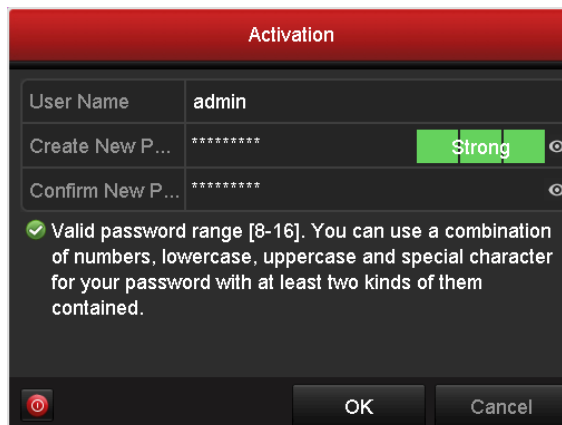 Activation
User Name admin
Create New P... ********* Strong
Confirm New P... *********
Valid password range [8-16]. You can use a combination
of numbers, lowercase, uppercase and special character
for your password with at least two kinds of them
contained.
OK Cancel